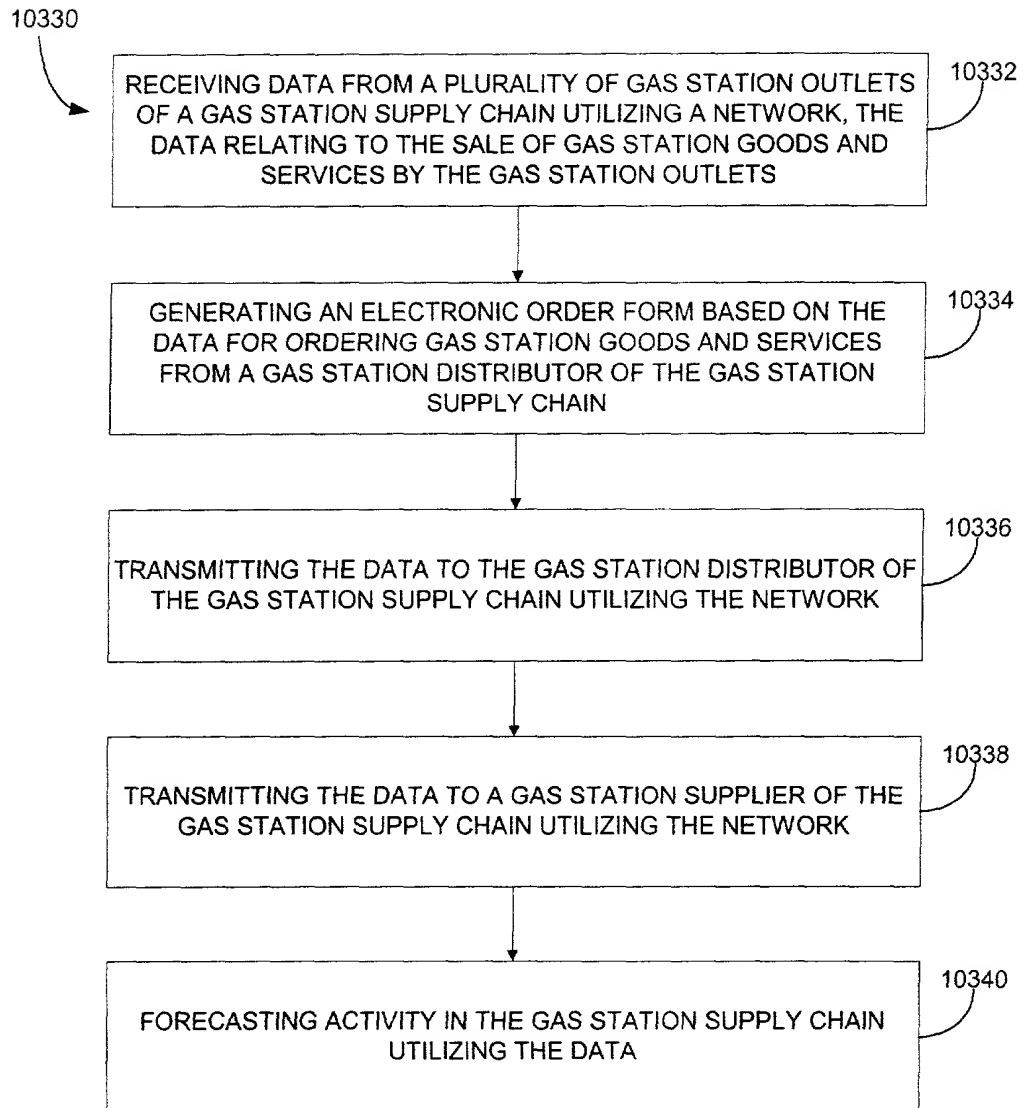 10330
RECEIVING DATA FROM A PLURALITY OF GAS STATION OUTLETS
OF A GAS STATION SUPPLY CHAIN UTILIZING A NETWORK, THE
DATA RELATING TO THE SALE OF GAS STATION GOODS AND
SERVICES BY THE GAS STATION OUTLETS
10332
GENERATING AN ELECTRONIC ORDER FORM BASED ON THE
DATA FOR ORDERING GAS STATION GOODS AND SERVICES
FROM A GAS STATION DISTRIBUTOR OF THE GAS STATION
SUPPLY CHAIN
10334
TRANSMITTING THE DATA TO THE GAS STATION DISTRIBUTOR OF
THE GAS STATION SUPPLY CHAIN UTILIZING THE NETWORK
10336
TRANSMITTING THE DATA TO A GAS STATION SUPPLIER OF THE
GAS STATION SUPPLY CHAIN UTILIZING THE NETWORK
10338
FORECASTING ACTIVITY IN THE GAS STATION SUPPLY CHAIN
UTILIZING THE DATA
10340